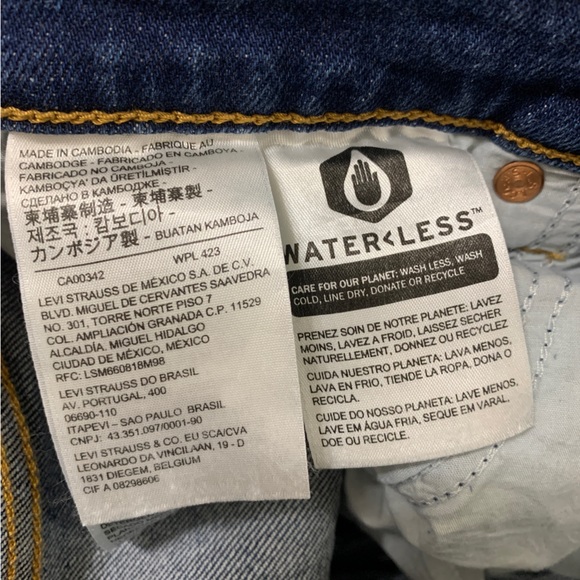 MADE IN CAMBODIA - FABRIQUE AU
CAMBODGE - FABRICADO EN CAMBOYA -
FABRICADO NO CAMBOJA -
KAMBOÇYA' DA ÜRETİLMİŞTİR -
СДЕЛАНО В КАМБОДЖЕ -
柬埔寨制造 - 柬埔寨製 -
제조국 : 캄보디아 -
カンボジア製 - BUATAN KAMBOJA
CA00342 WPL 423
LEVI STRAUSS DE MÉXICO S.A. DE C.V.
BLVD. MIGUEL DE CERVANTES SAAVEDRA
NO. 301, TORRE NORTE PISO 7
COL. AMPLIACIÓN GRANADA C.P. 11529
ALCALDÍA. MIGUEL HIDALGO
CIUDAD DE MÉXICO, MÉXICO
RFC: LSM660818M98
LEVI STRAUSS DO BRASIL
AV. PORTUGAL, 400
06690-110
ITAPEVI – SAO PAULO BRASIL
CNPJ: 43.351.097/0001-90
LEVI STRAUSS & CO. EU SCA/CVA
LEONARDO DA VINCILAAN, 19 - D
1831 DIEGEM, BELGIUM
CIF A 08298606
WATER<LESS™
CARE FOR OUR PLANET: WASH LESS, WASH
COLD, LINE DRY, DONATE OR RECYCLE
PRENEZ SOIN DE NOTRE PLANETE: LAVEZ
MOINS, LAVEZ A FROID, LAISSEZ SECHER
NATURELLEMENT, DONNEZ OU RECYCLEZ
CUIDA NUESTRO PLANETA: LAVA MENOS,
LAVA EN FRIO, TIENDE LA ROPA, DONA O
RECICLA.
CUIDE DO NOSSO PLANETA: LAVE MENOS,
LAVE EM ÁGUA FRIA, SEQUE EM VARAL,
DOE OU RECICLE.